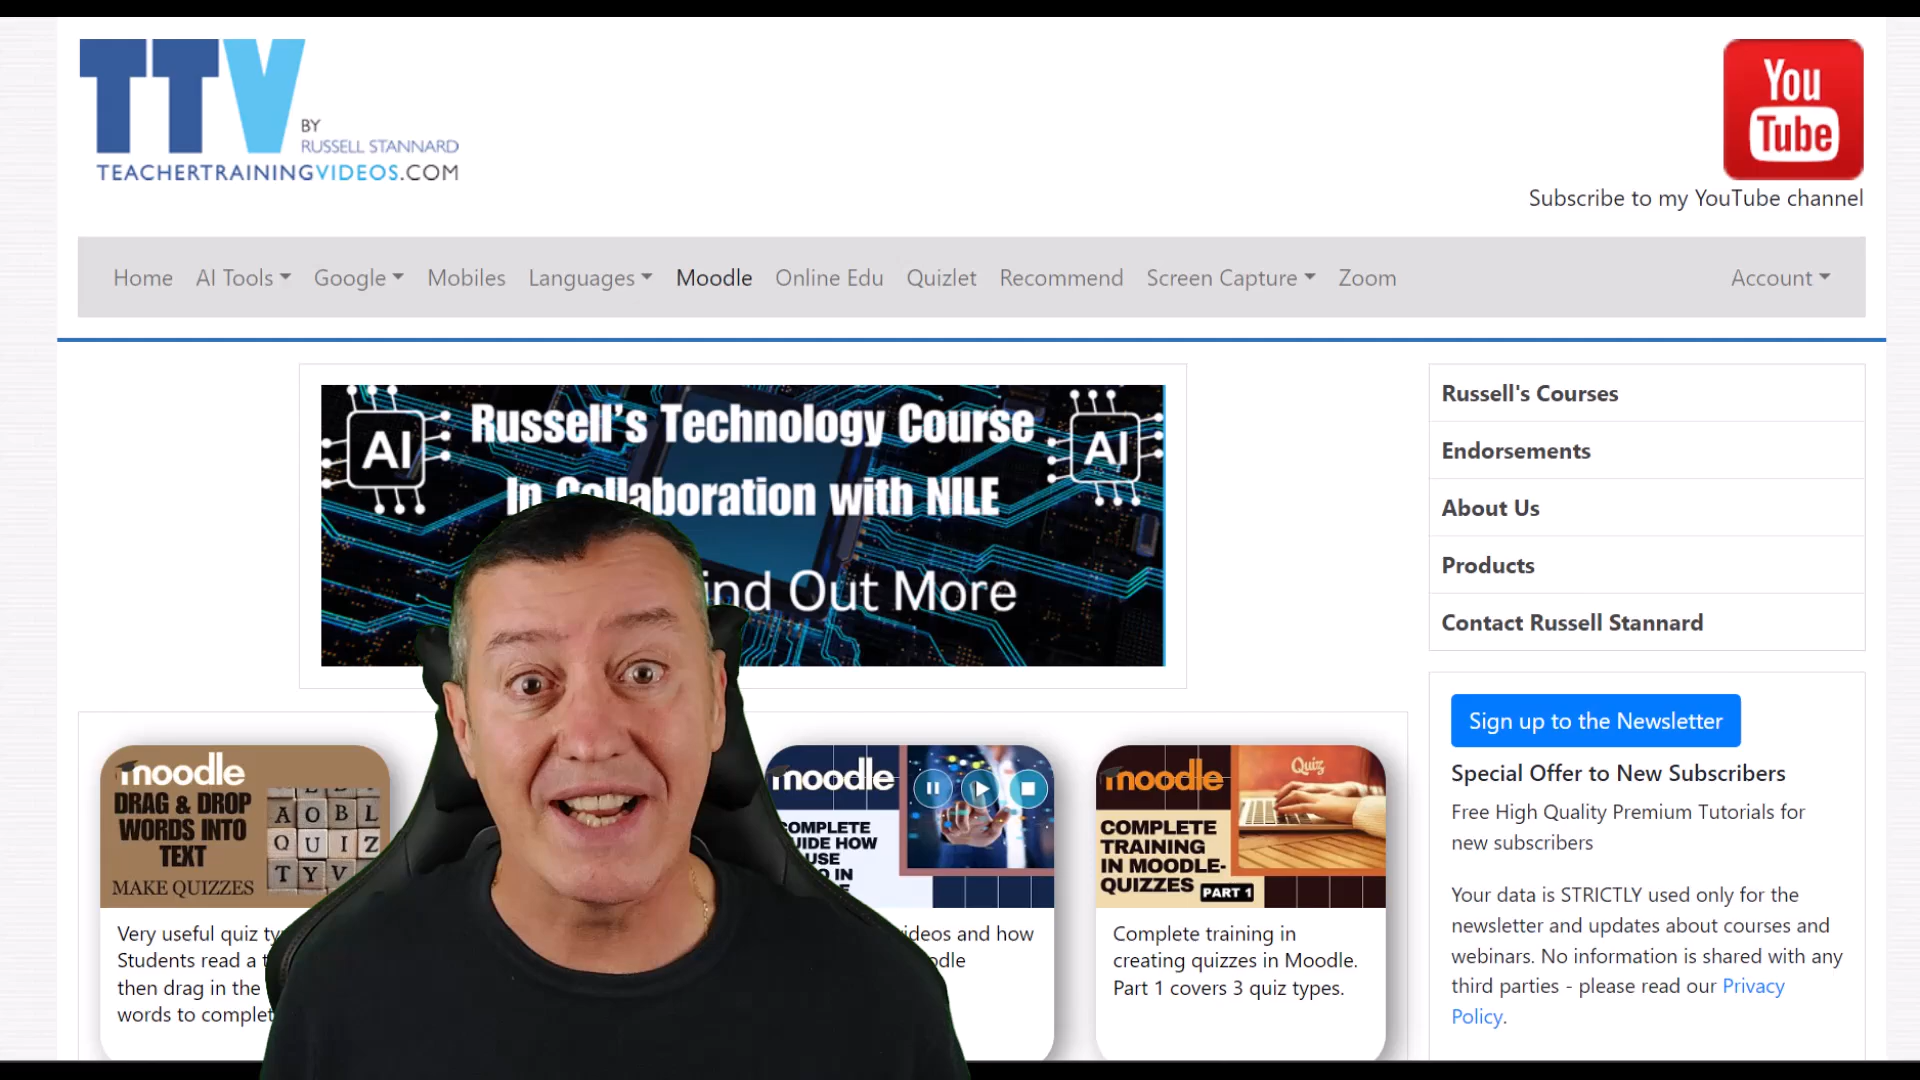 TTV
BY
RUSSELL STANNARD
TEACHERTRAININGVIDEOS.COM
You
Tube
Subscribe to my YouTube channel
Home AI Tools Google Mobiles Languages Moodle Online Edu Quizlet Recommend Screen Capture Zoom Account
AI Russell's Technology Course AI
In Collaboration with NILE
Out More
Russell's Courses
Endorsements
About Us
Products
Contact Russell Stannard
Sign up to the Newsletter
Special Offer to New Subscribers
Free High Quality Premium Tutorials for
new subscribers
Your data is STRICTLY used only for the
newsletter and updates about courses and
webinars. No information is shared with any
third parties - please read our Privacy
Policy.
moodle
DRAG & DROP
WORDS INTO
TEXT
MAKE QUIZZES
A O B L
Q U I Z
T Y V
Very useful quiz
Students read a
then drag in the
words to
moodle
HOW
IN
and how
moodle
Quiz
COMPLETE
TRAINING
IN MOODLE-
QUIZZES PART 1
Complete training in
creating quizzes in Moodle.
Part 1 covers 3 quiz types.